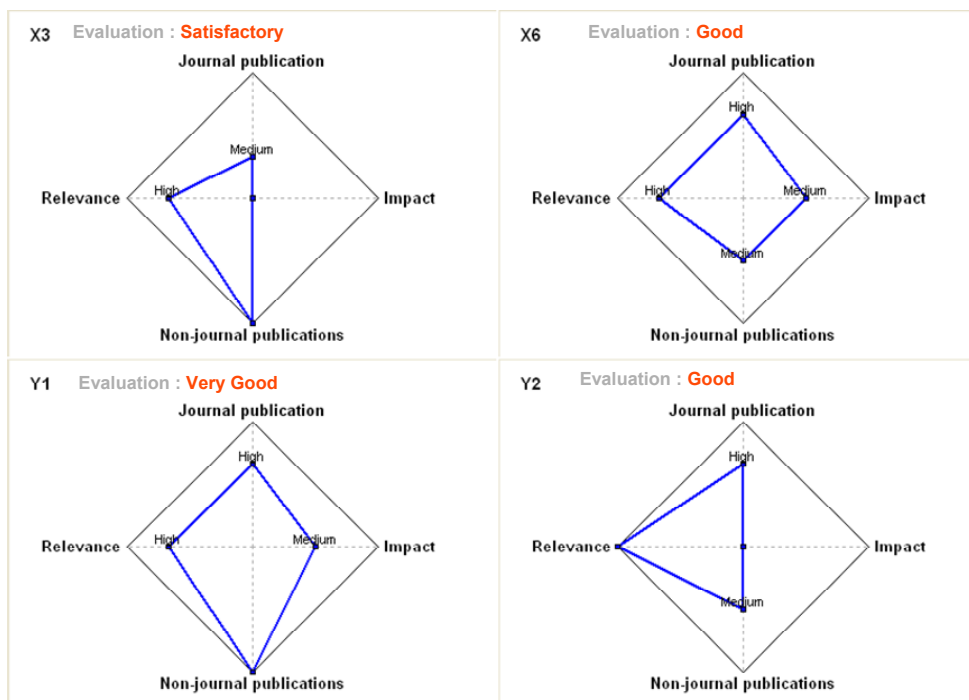 X3 Evaluation : Satisfactory
Journal publication
Medium
High
Relevance
Impact
Non-journal publications
X6 Evaluation : Good
Journal publication
High
High
Medium
Relevance
Impact
Medium
Non-journal publications
Y1 Evaluation : Very Good
Journal publication
High
High
Medium
Relevance
Impact
Non-journal publications
Y2 Evaluation : Good
Journal publication
High
Relevance
Impact
Medium
Non-journal publications